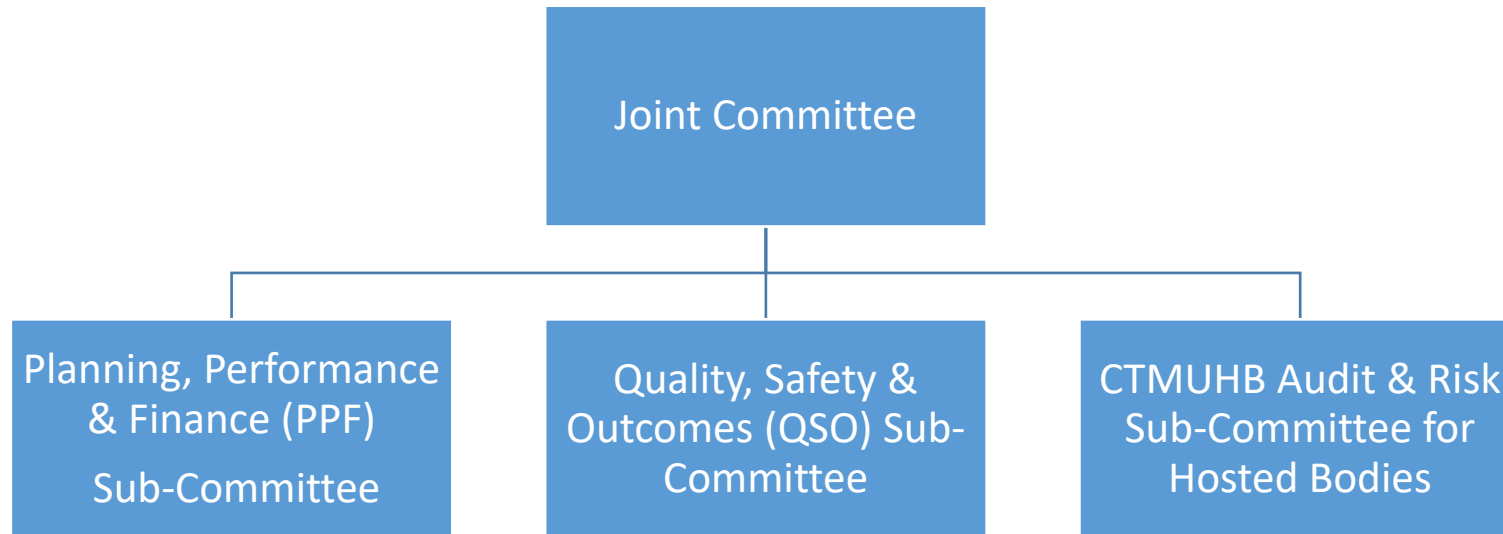 Joint Committee
Planning, Performance
& Finance (PPF)
Sub-Committee
Quality, Safety &
Outcomes (QSO) Sub-
Committee
CTMUHB Audit & Risk
Sub-Committee for
Hosted Bodies